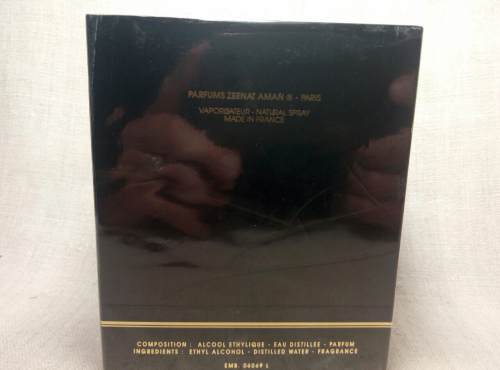 PARFUMS ZEENAT AMAN ® - PARIS
VAPORISATEUR - NATURAL SPRAY
MADE IN FRANCE
COMPOSITION : ALCOOL ETHYLIQUE - EAU DISTILLEE - PARFUM
INGREDIENTS : ETHYL ALCOHOL - DISTILLED WATER - FRAGRANCE
EMB. 06069 L